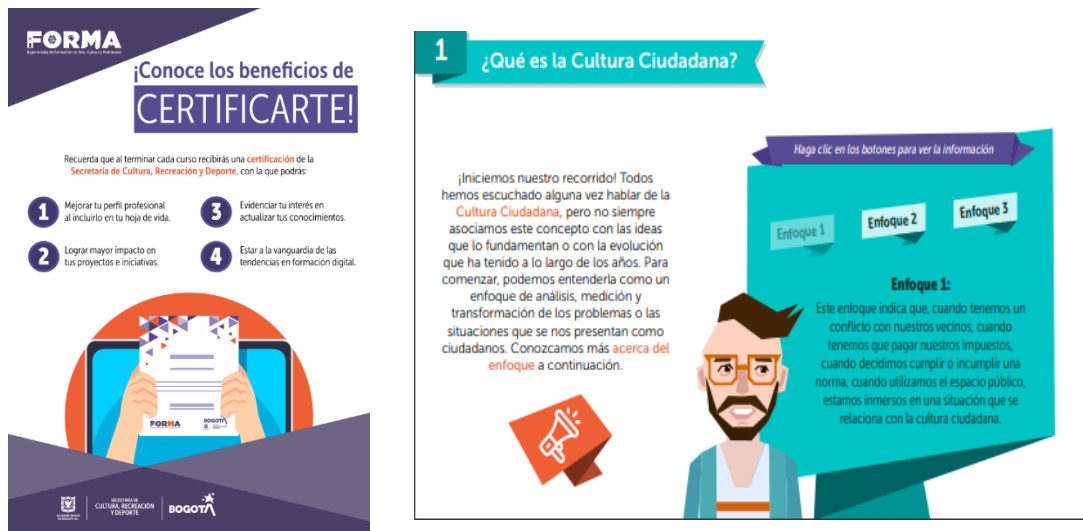 FORMA
Experiencias de Formación en Arte, Cultura y Patrimonio
¡Conoce los beneficios de
CERTIFICARTE!
Recuerda que al terminar cada curso recibirás una certificación de la
Secretaría de Cultura, Recreación y Deporte, con la que podrás:
1
Mejorar tu perfil profesional
al incluirlo en tu hoja de vida.
2
Lograr mayor impacto en
tus proyectos e iniciativas.
3
Evidenciar tu interés en
actualizar tus conocimientos.
4
Estar a la vanguardia de las
tendencias en formación digital.
FORMA
BOGOTÁ
SECRETARÍA DE
CULTURA, RECREACIÓN
Y DEPORTE
BOGOTÁ
1
¿Qué es la Cultura Ciudadana?
¡Iniciemos nuestro recorrido! Todos
hemos escuchado alguna vez hablar de la
Cultura Ciudadana, pero no siempre
asociamos este concepto con las ideas
que lo fundamentan o con la evolución
que ha tenido a lo largo de los años. Para
comenzar, podemos entenderla como un
enfoque de análisis, medición y
transformación de los problemas o las
situaciones que se nos presentan como
ciudadanos. Conozcamos más acerca del
enfoque a continuación.
Haga clic en los botones para ver la información
Enfoque 1
Enfoque 2
Enfoque 3
Enfoque 1:
Este enfoque indica que, cuando tenemos un
conflicto con nuestros vecinos, cuando
tenemos que pagar nuestros impuestos,
cuando decidimos cumplir o incumplir una
norma, cuando utilizamos el espacio público,
estamos inmersos en una situación que se
relaciona con la cultura ciudadana.